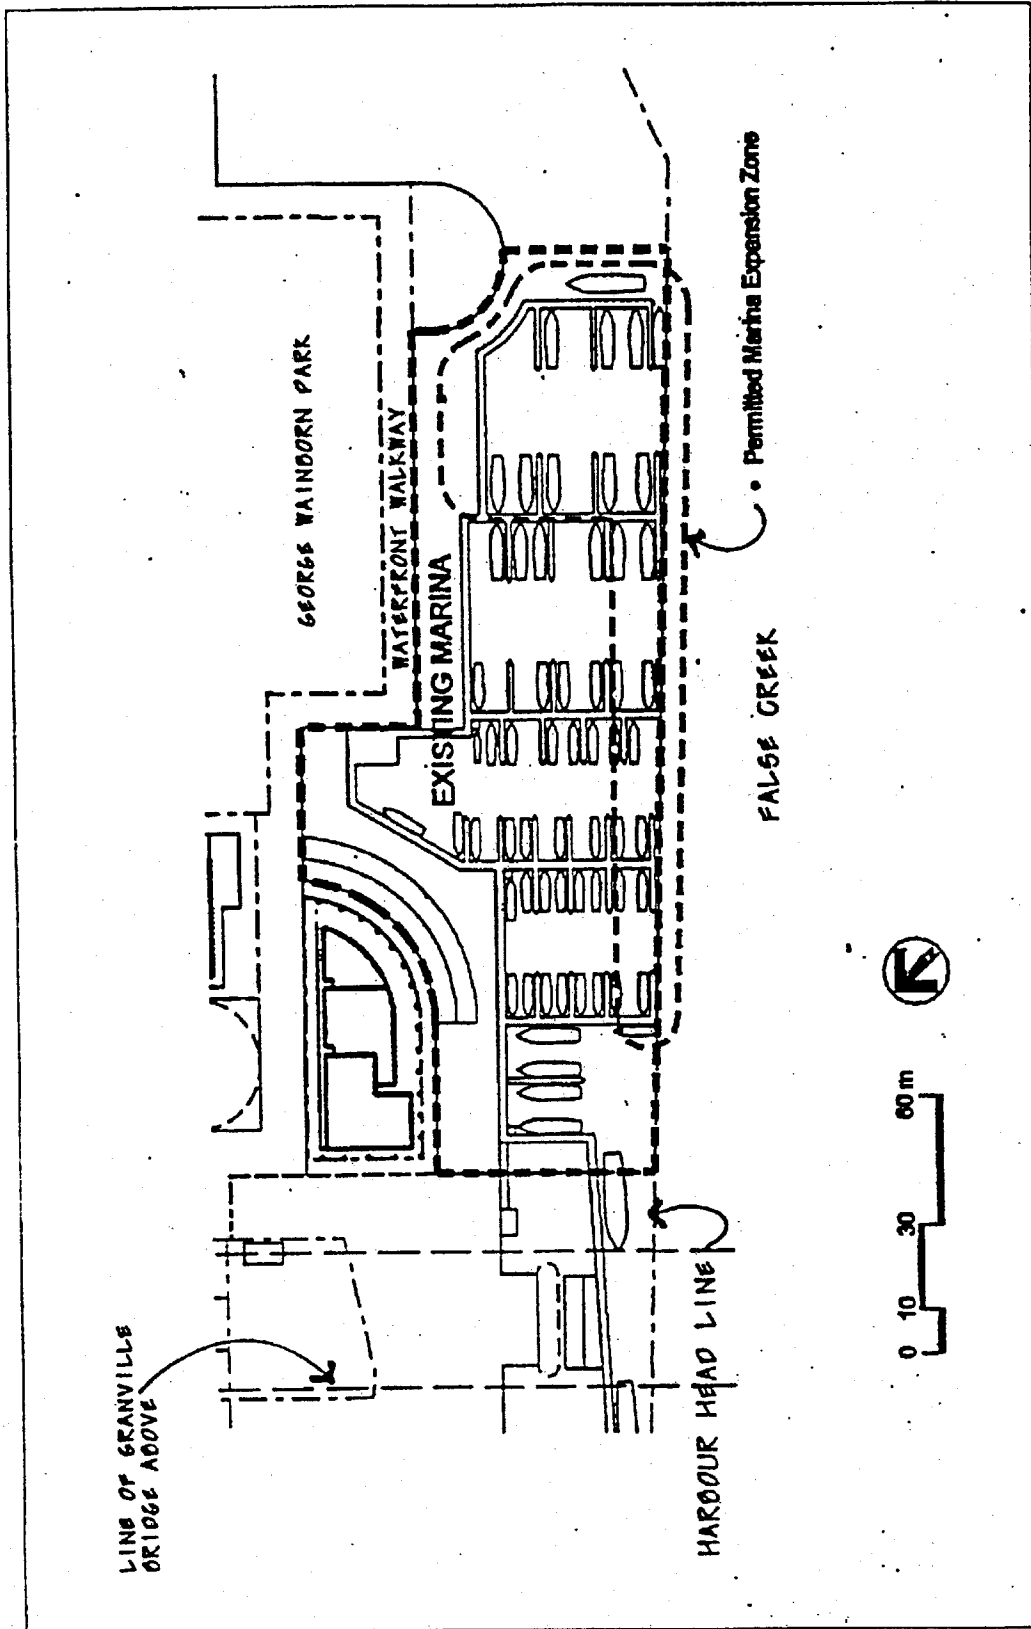 GEORGE WAINBORN PARK
WATERFRONT WALKWAY
EXISTING MARINA
• Permitted Marina Expansion Zone
FALSE CREEK
LINE OF GRANVILLE
BRIDGE ABOVE
HARBOUR HEAD LINE
0 10 30 60 m